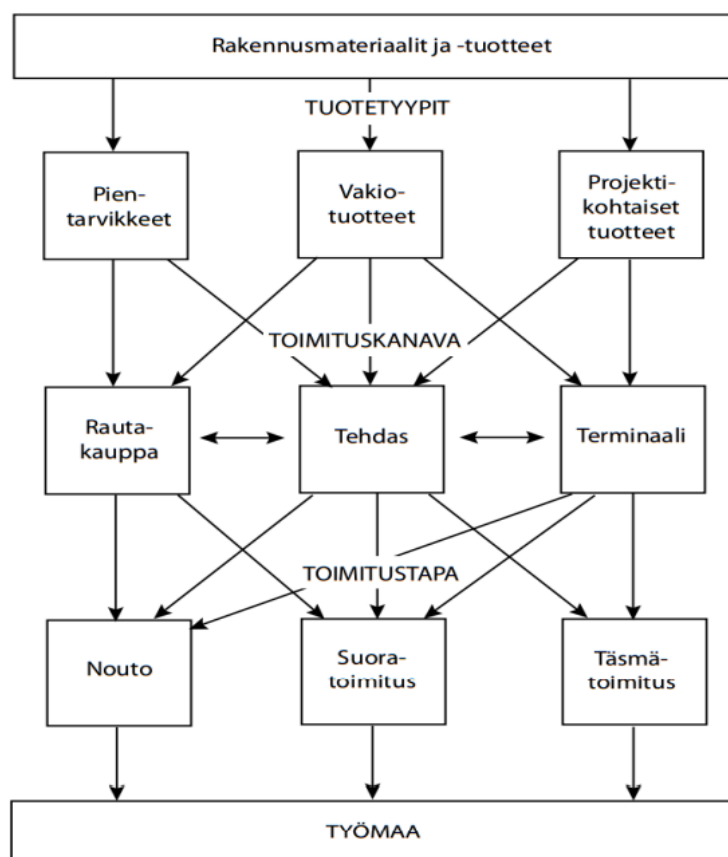 Rakennusmateriaalit ja -tuotteet
TUOTETYYPIT
Pien-
tarvikkeet
Vakio-
tuotteet
Projekti-
kohtaiset
tuotteet
TOIMITUSKANAVA
Rauta-
kauppa
Tehdas
Terminaali
TOIMITUSTAPA
Nouto
Suora-
toimitus
Täsmä-
toimitus
TYÖMAA